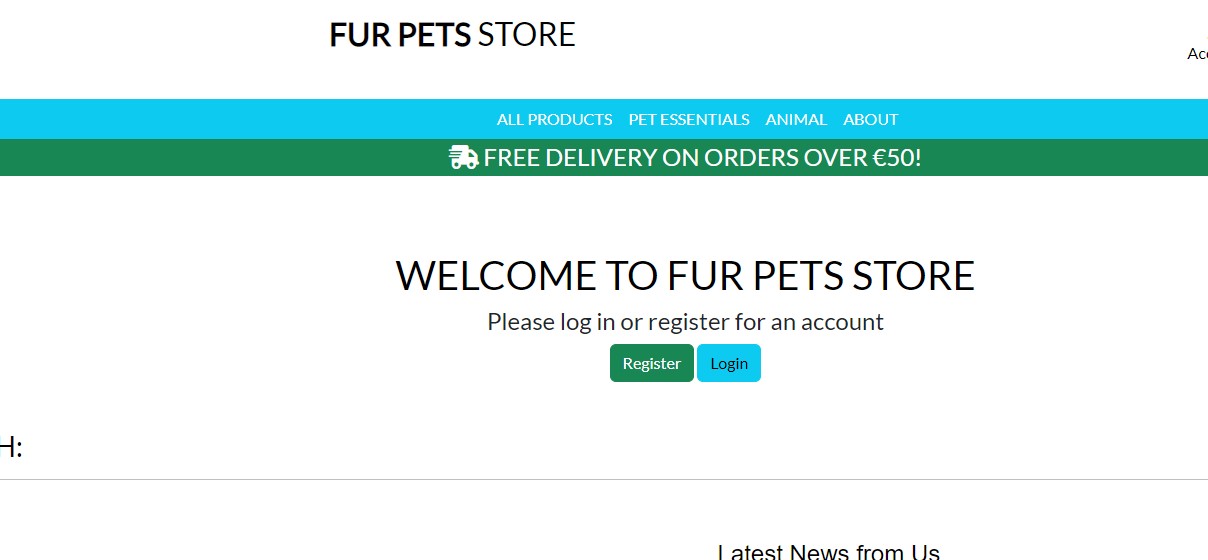 FUR PETS STORE
ALL PRODUCTS PET ESSENTIALS ANIMAL ABOUT
FREE DELIVERY ON ORDERS OVER €50!
WELCOME TO FUR PETS STORE
Please log in or register for an account
Register Login
H:
Latest News from Us